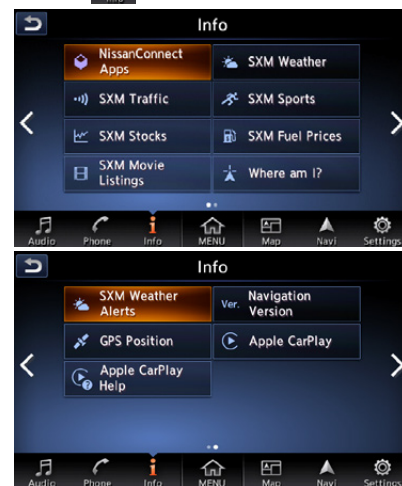 Info
NissanConnect
Apps
SXM Weather
SXM Traffic
SXM Sports
SXM Stocks
SXM Fuel Prices
SXM Movie
Listings
Where am I?
Audio
Phone
Info
MENU
Map
Navi
Settings
Info
SXM Weather
Alerts
Ver.
Navigation
Version
GPS Position
Apple CarPlay
Apple CarPlay
Help
Audio
Phone
Info
MENU
Map
Navi
Settings